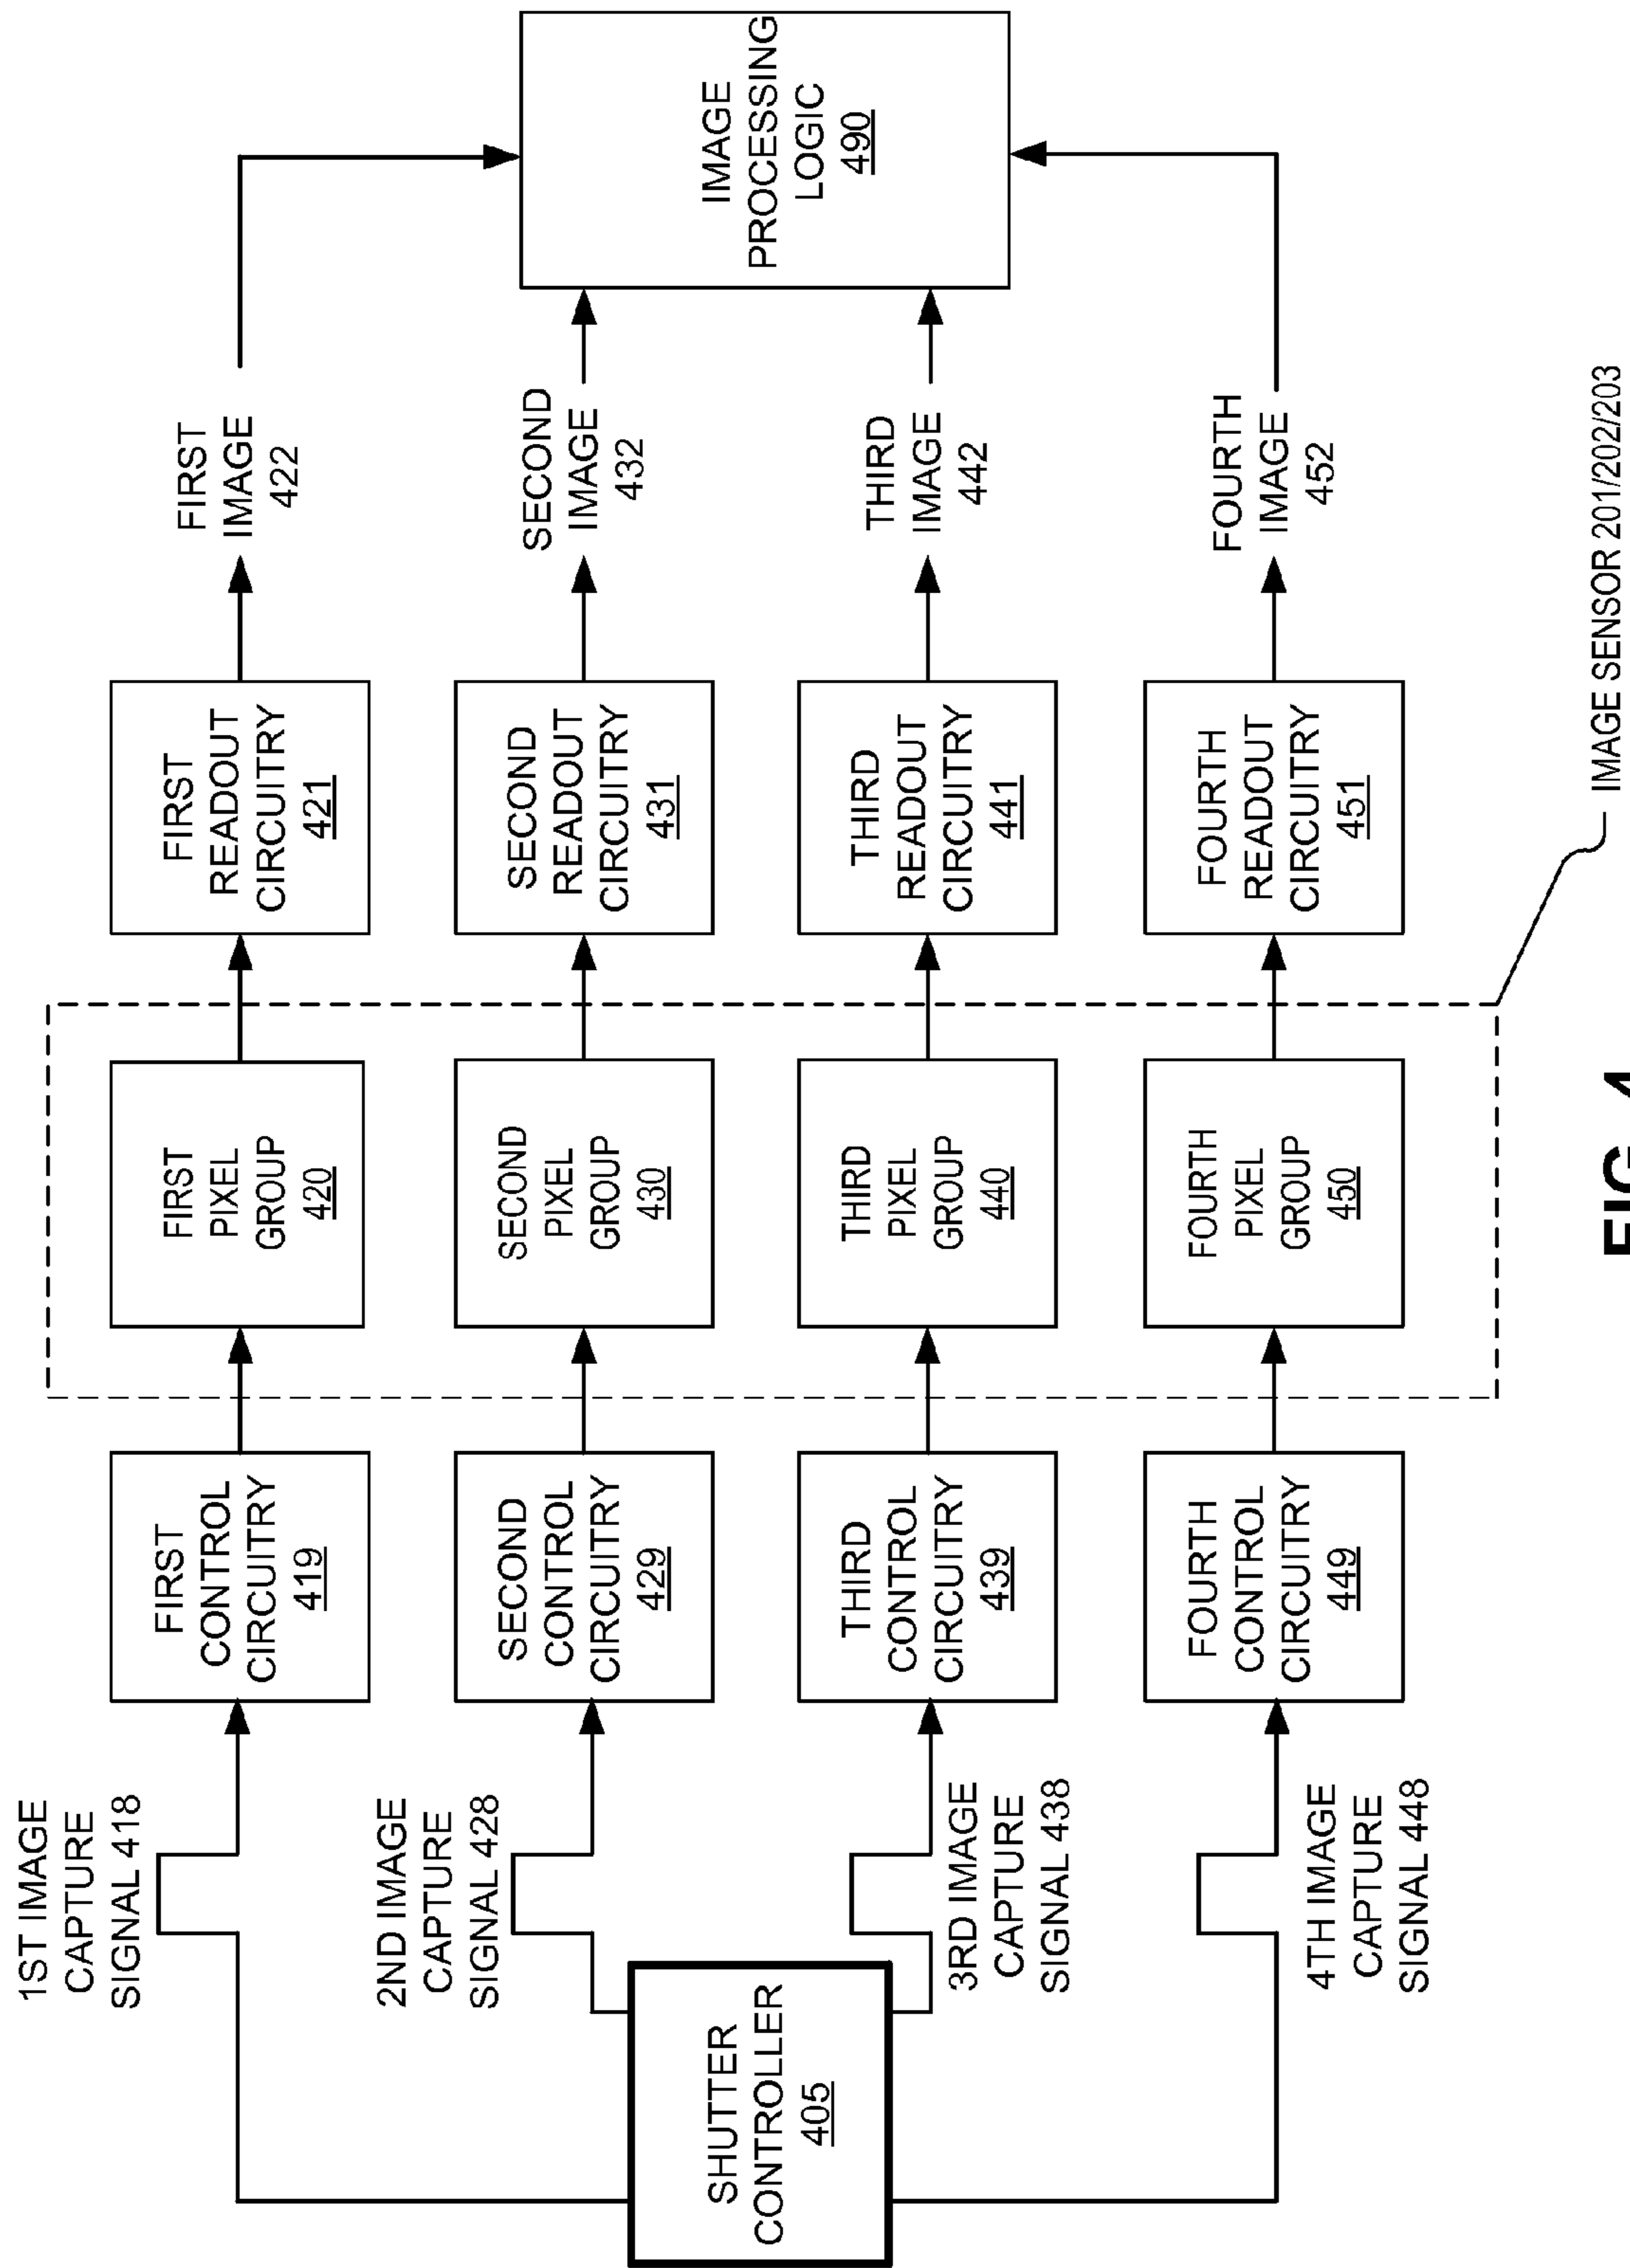 1ST IMAGE
CAPTURE
SIGNAL 418
FIRST
CONTROL
CIRCUITRY
419
FIRST
PIXEL
GROUP
420
FIRST
READOUT
CIRCUITRY
421
FIRST
IMAGE
422
2ND IMAGE
CAPTURE
SIGNAL 428
SECOND
CONTROL
CIRCUITRY
429
SECOND
PIXEL
GROUP
430
SECOND
READOUT
CIRCUITRY
431
SECOND
IMAGE
432
SHUTTER
CONTROLLER
405
IMAGE
PROCESSING
LOGIC
490
3RD IMAGE
CAPTURE
SIGNAL 438
THIRD
CONTROL
CIRCUITRY
439
THIRD
PIXEL
GROUP
440
THIRD
READOUT
CIRCUITRY
441
THIRD
IMAGE
442
4TH IMAGE
CAPTURE
SIGNAL 448
FOURTH
CONTROL
CIRCUITRY
449
FOURTH
PIXEL
GROUP
450
FOURTH
READOUT
CIRCUITRY
451
FOURTH
IMAGE
452
IMAGE SENSOR 201/202/203
FIG. 4